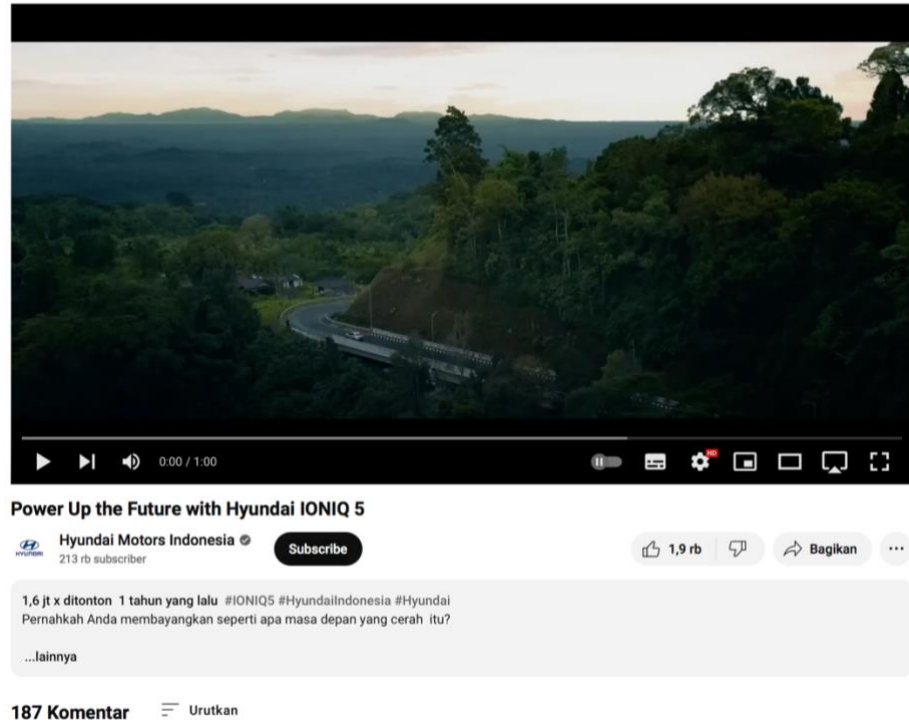 0:00 / 1:00
HD
Power Up the Future with Hyundai IONIQ 5
HYUNDAI
Hyundai Motors Indonesia
213 rb subscriber
Subscribe
1,9 rb
Bagikan
1,6 jt x ditonton 1 tahun yang lalu #IONIQ5 #HyundaiIndonesia #Hyundai
Pernahkah Anda membayangkan seperti apa masa depan yang cerah itu?
...lainnya
187 Komentar
Urutkan